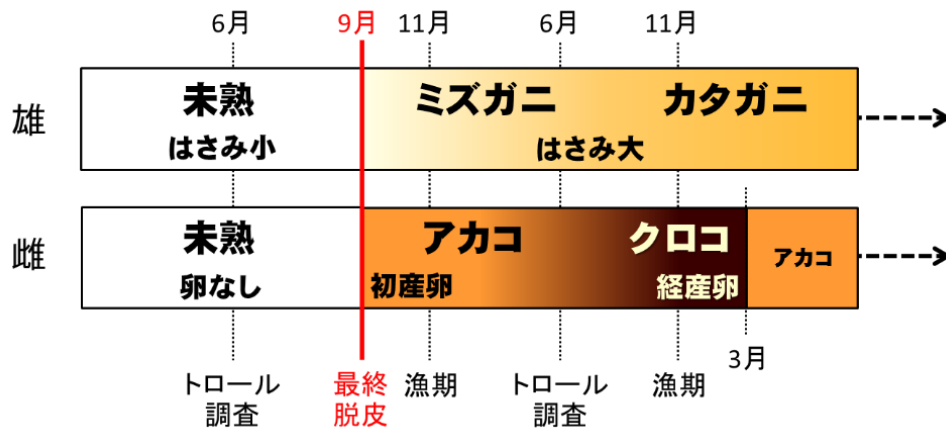 6月 9月 11月 6月 11月
雄
未熟 ミズガニ カタガニ
はさみ小 はさみ大
雌
未熟 アカコ クロコ アカコ
卵なし 初産卵 経産卵
3月
トロール 最終 漁期 トロール 漁期
調査 脱皮 調査